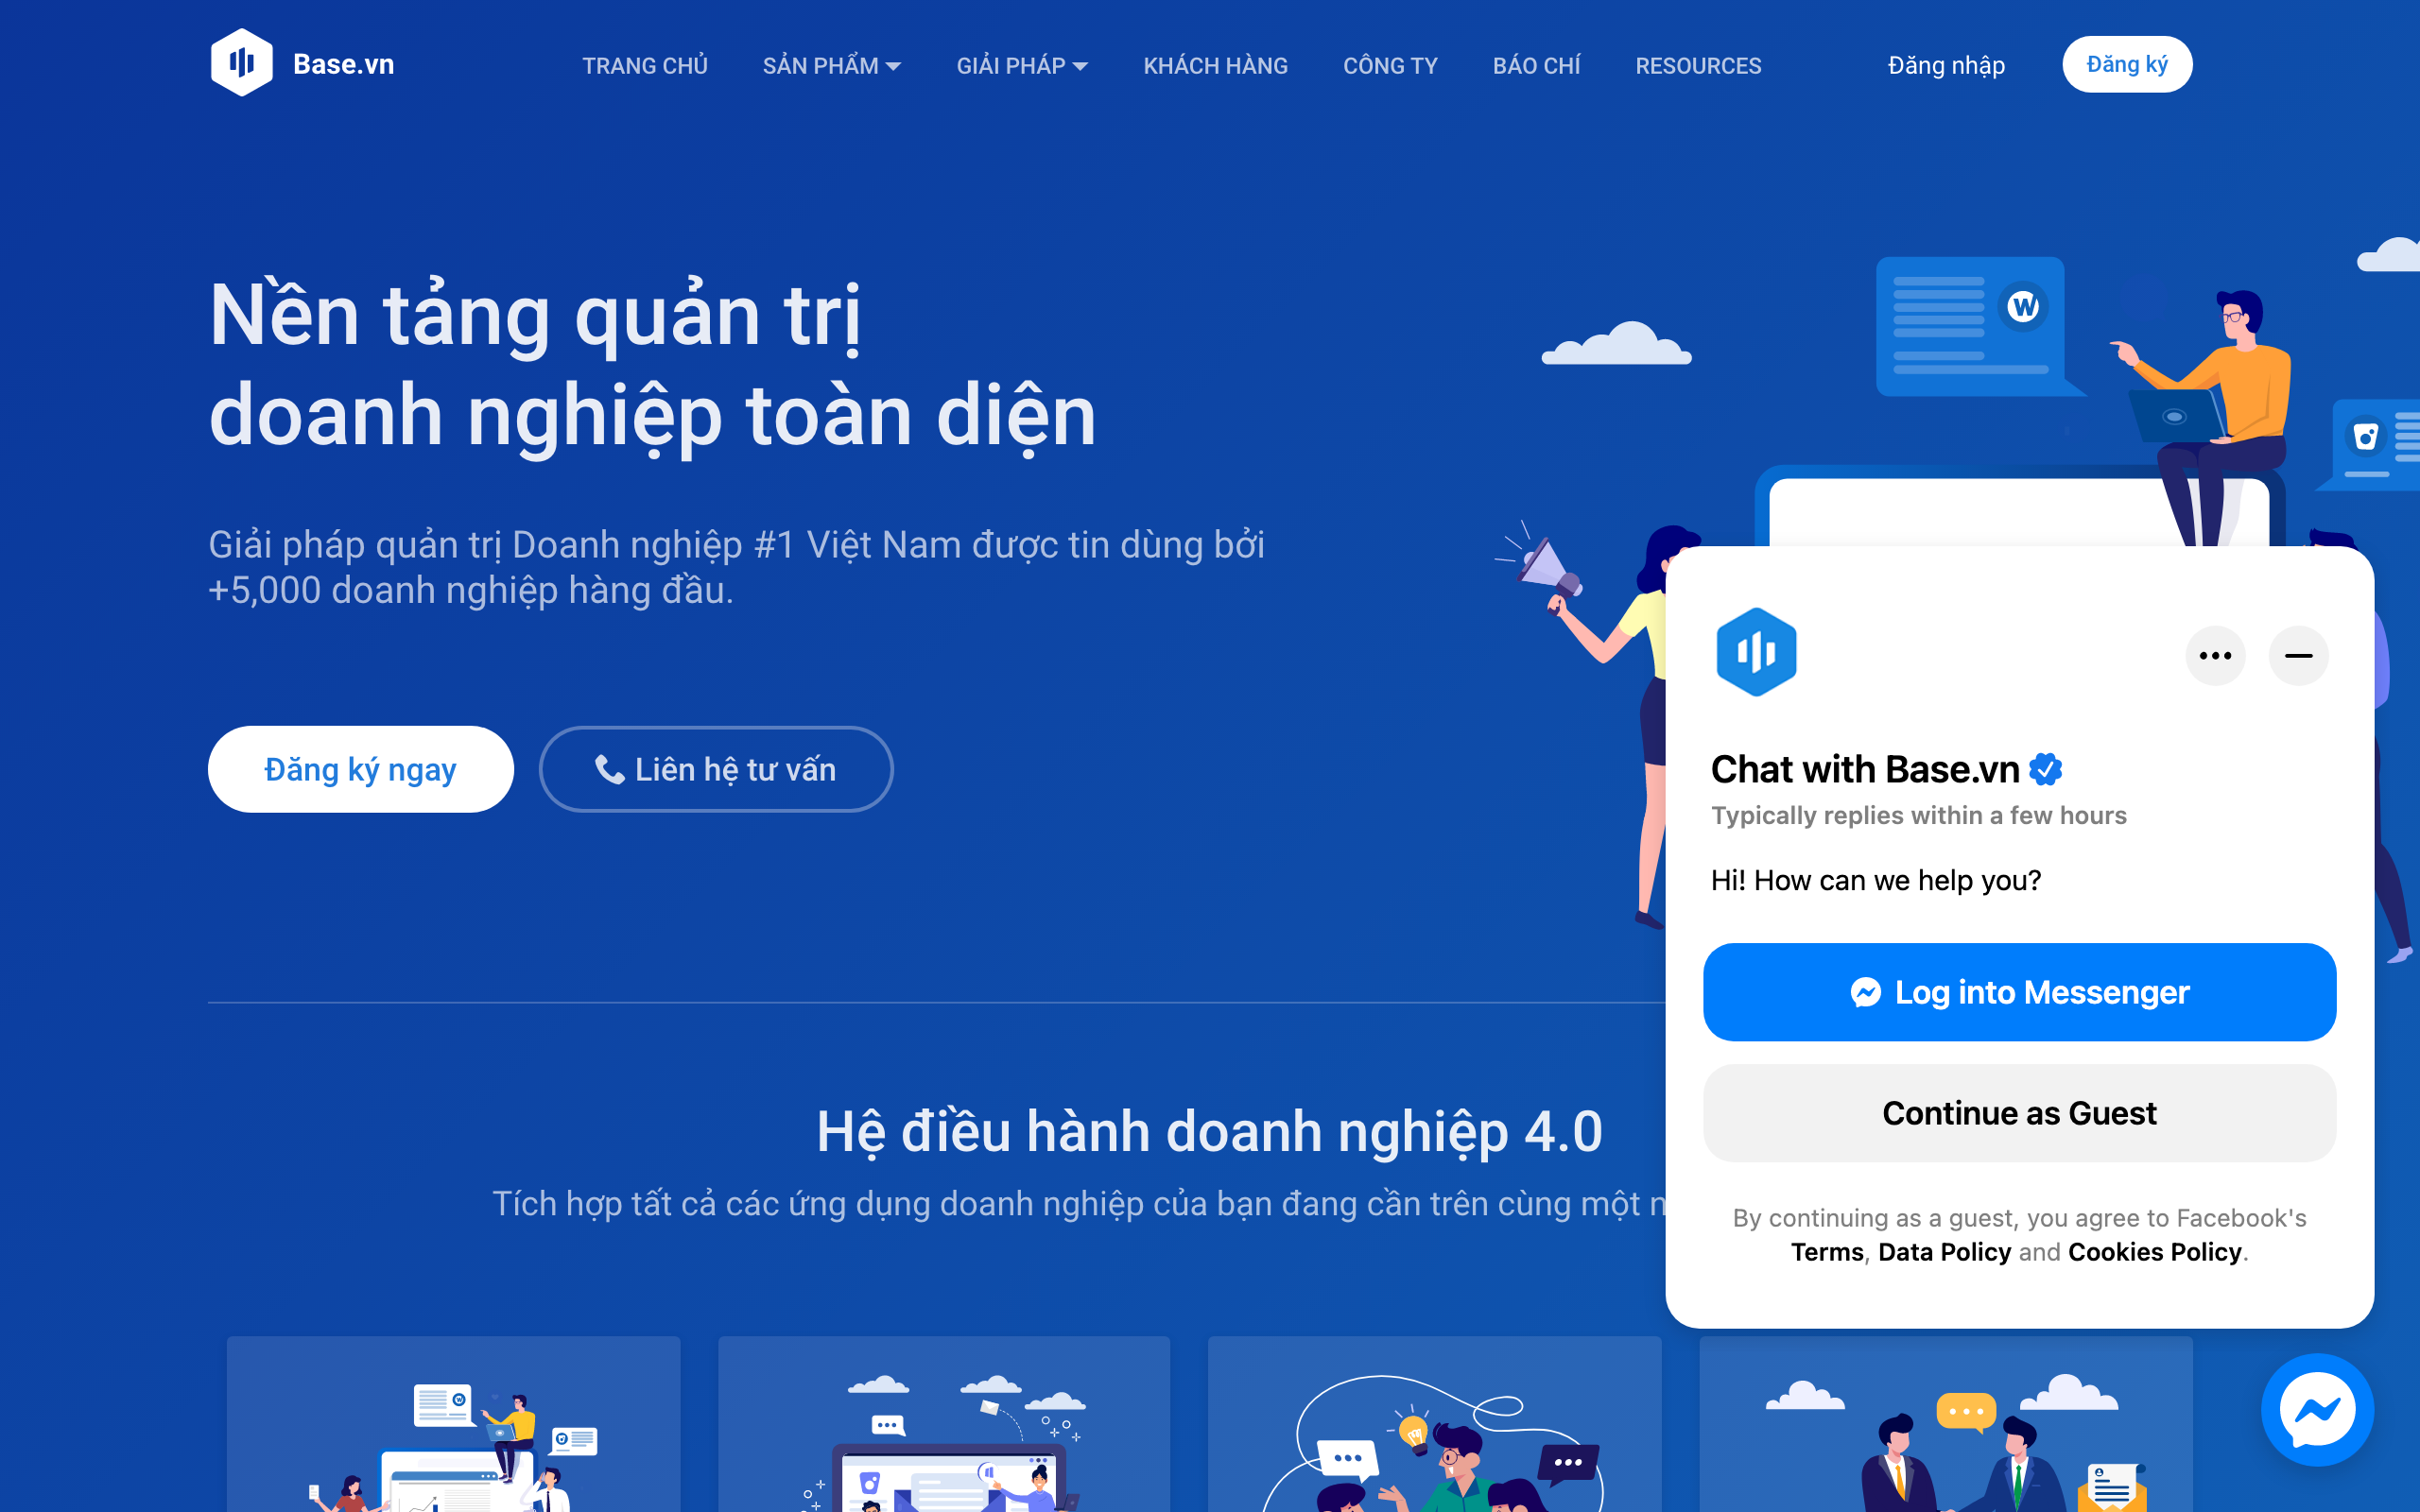 Base.vn
TRANG CHỦ
SẢN PHẨM
GIẢI PHÁP
KHÁCH HÀNG
CÔNG TY
BÁO CHÍ
RESOURCES
Đăng nhập
Đăng ký
Nền tảng quản trị
doanh nghiệp toàn diện
Giải pháp quản trị Doanh nghiệp #1 Việt Nam được tin dùng bởi
+5,000 doanh nghiệp hàng đầu.
Đăng ký ngay
Liên hệ tư vấn
W
Chat with Base.vn
Typically replies within a few hours
Hi! How can we help you?
Log into Messenger
Continue as Guest
By continuing as a guest, you agree to Facebook's
Terms, Data Policy and Cookies Policy.
Hệ điều hành doanh nghiệp 4.0
Tích hợp tất cả các ứng dụng doanh nghiệp của bạn đang cần trên cùng một